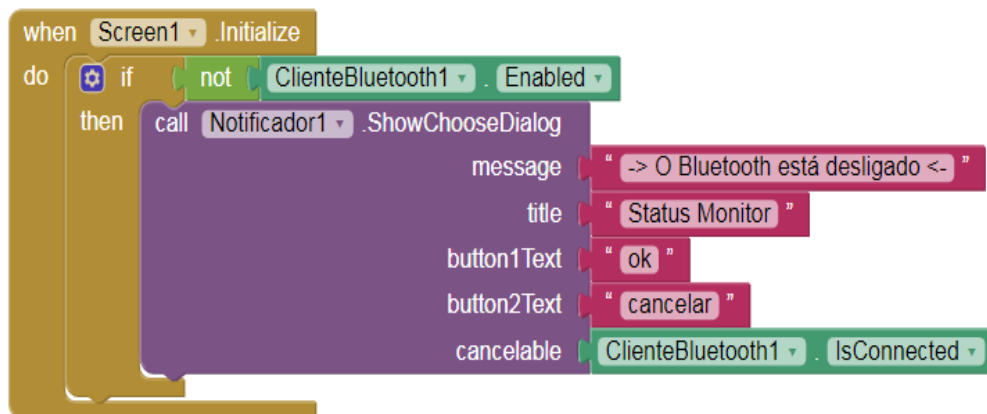 when Screen1 .Initialize
do if not ClienteBluetooth1 . Enabled
then call Notificador1 .ShowChooseDialog
message " -> O Bluetooth está desligado <- "
title " Status Monitor "
button1Text " ok "
button2Text " cancelar "
cancelable ClienteBluetooth1 . IsConnected